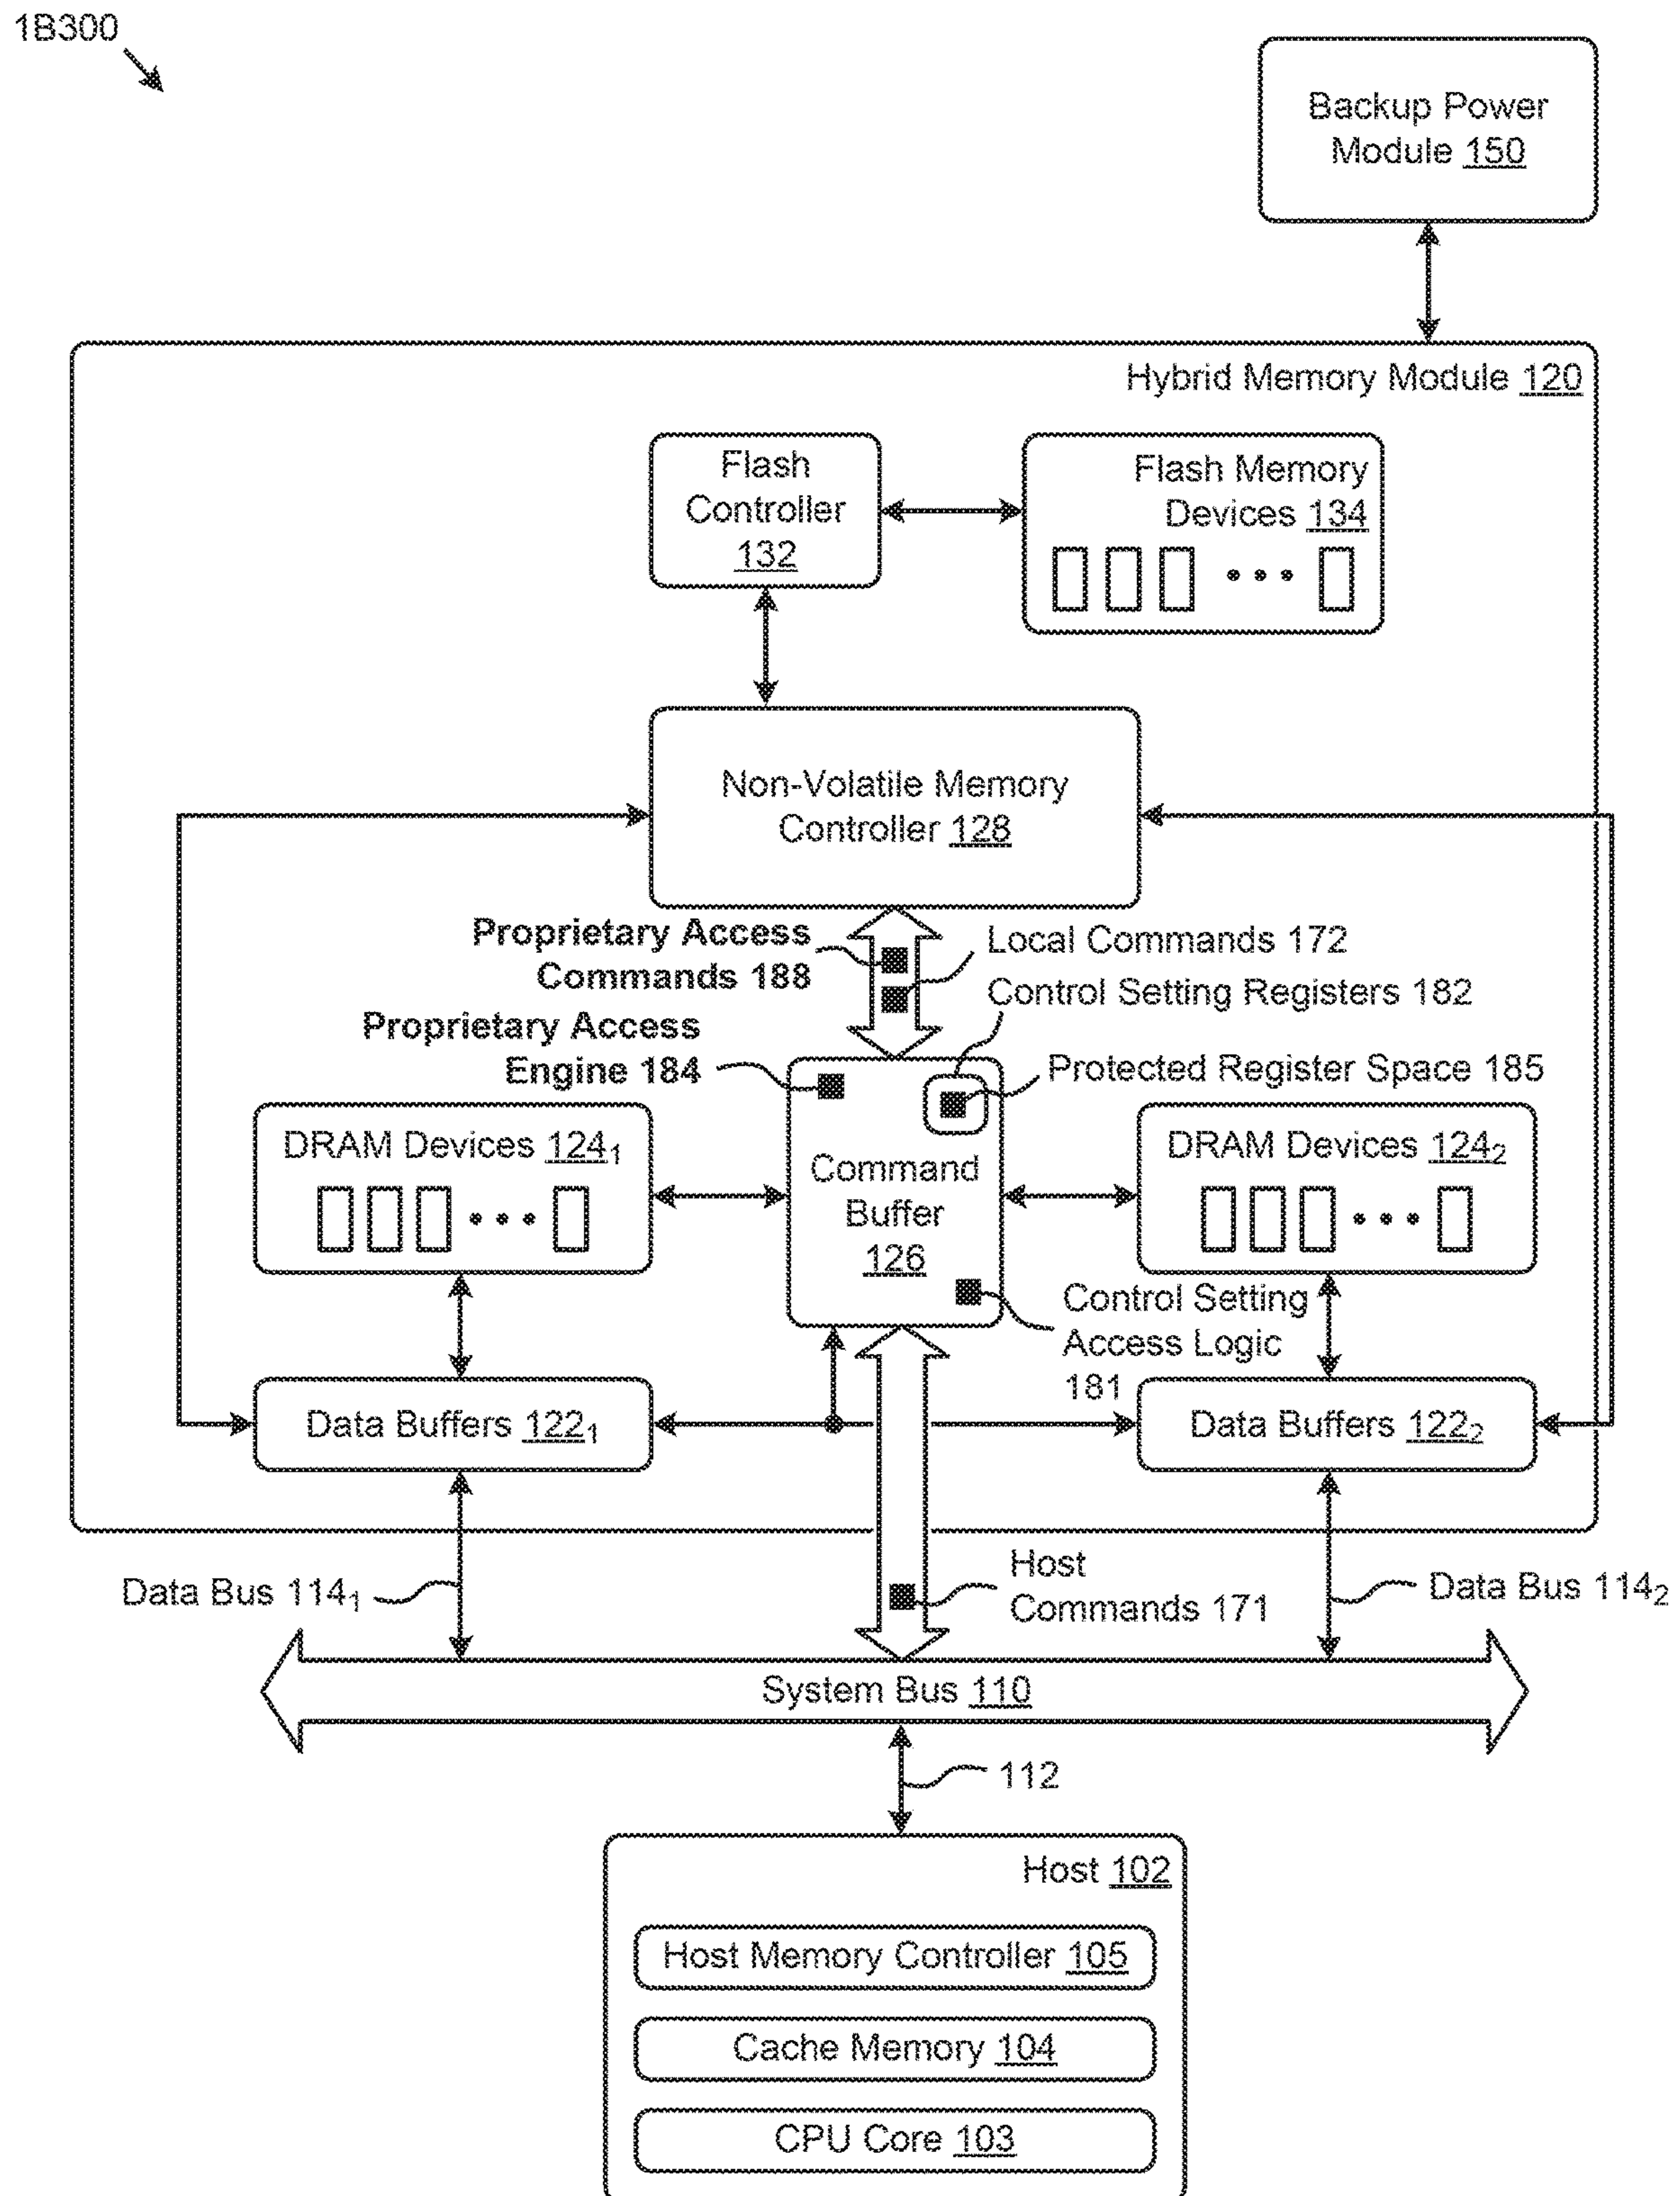 1B300
Backup Power
Module 150
Hybrid Memory Module 120
Flash
Controller
132
Flash Memory
Devices 134
Non-Volatile Memory
Controller 128
Proprietary Access
Commands 188
Local Commands 172
Control Setting Registers 182
Proprietary Access
Engine 184
Protected Register Space 185
DRAM Devices 124₁
Command
Buffer
126
DRAM Devices 124₂
Control Setting
Access Logic
181
Data Buffers 122₁
Data Buffers 122₂
Data Bus 114₁
Host
Commands 171
Data Bus 114₂
System Bus 110
112
Host 102
Host Memory Controller 105
Cache Memory 104
CPU Core 103